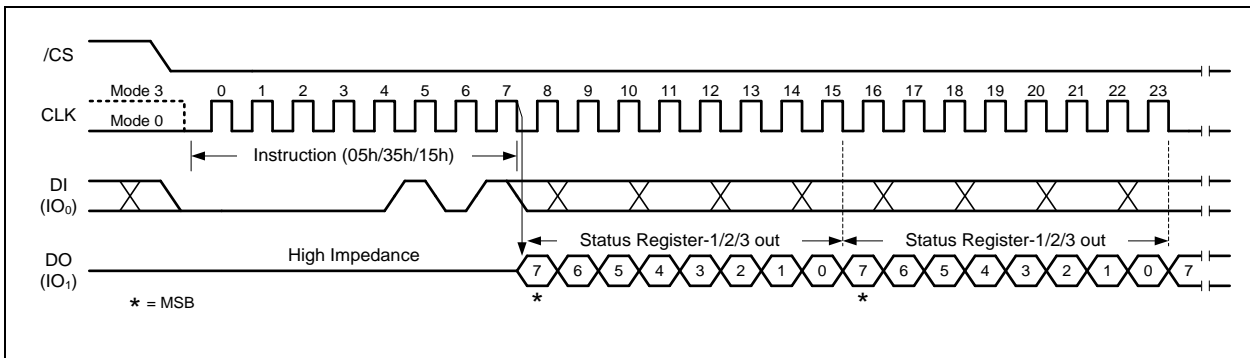 /CS
Mode 3 0 1 2 3 4 5 6 7 8 9 10 11 12 13 14 15 16 17 18 19 20 21 22 23
CLK
Mode 0
Instruction (05h/35h/15h)
DI
(IO₀)
Status Register-1/2/3 out Status Register-1/2/3 out
High Impedance
DO 7 6 5 4 3 2 1 0 7 6 5 4 3 2 1 0 7
(IO₁)
* *
* = MSB